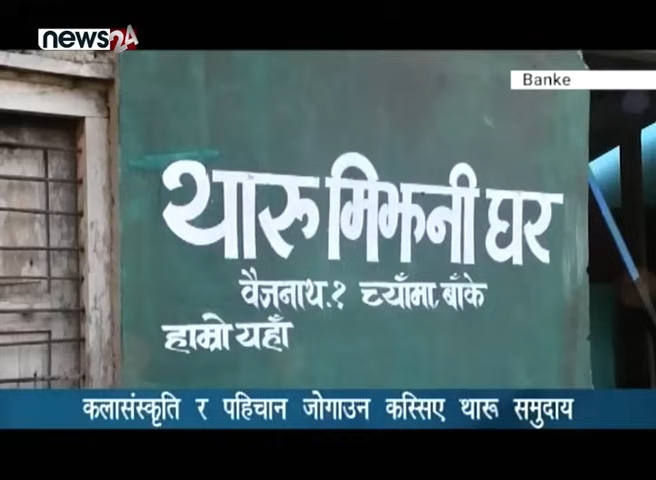 news24
Banke
थारु मिझनी घर
वैजनाथ.१ च्याँमा, बाँके
हाम्रो यहाँ
कलासंस्कृति र पहिचान जोगाउन कस्सिए थारू समुदाय